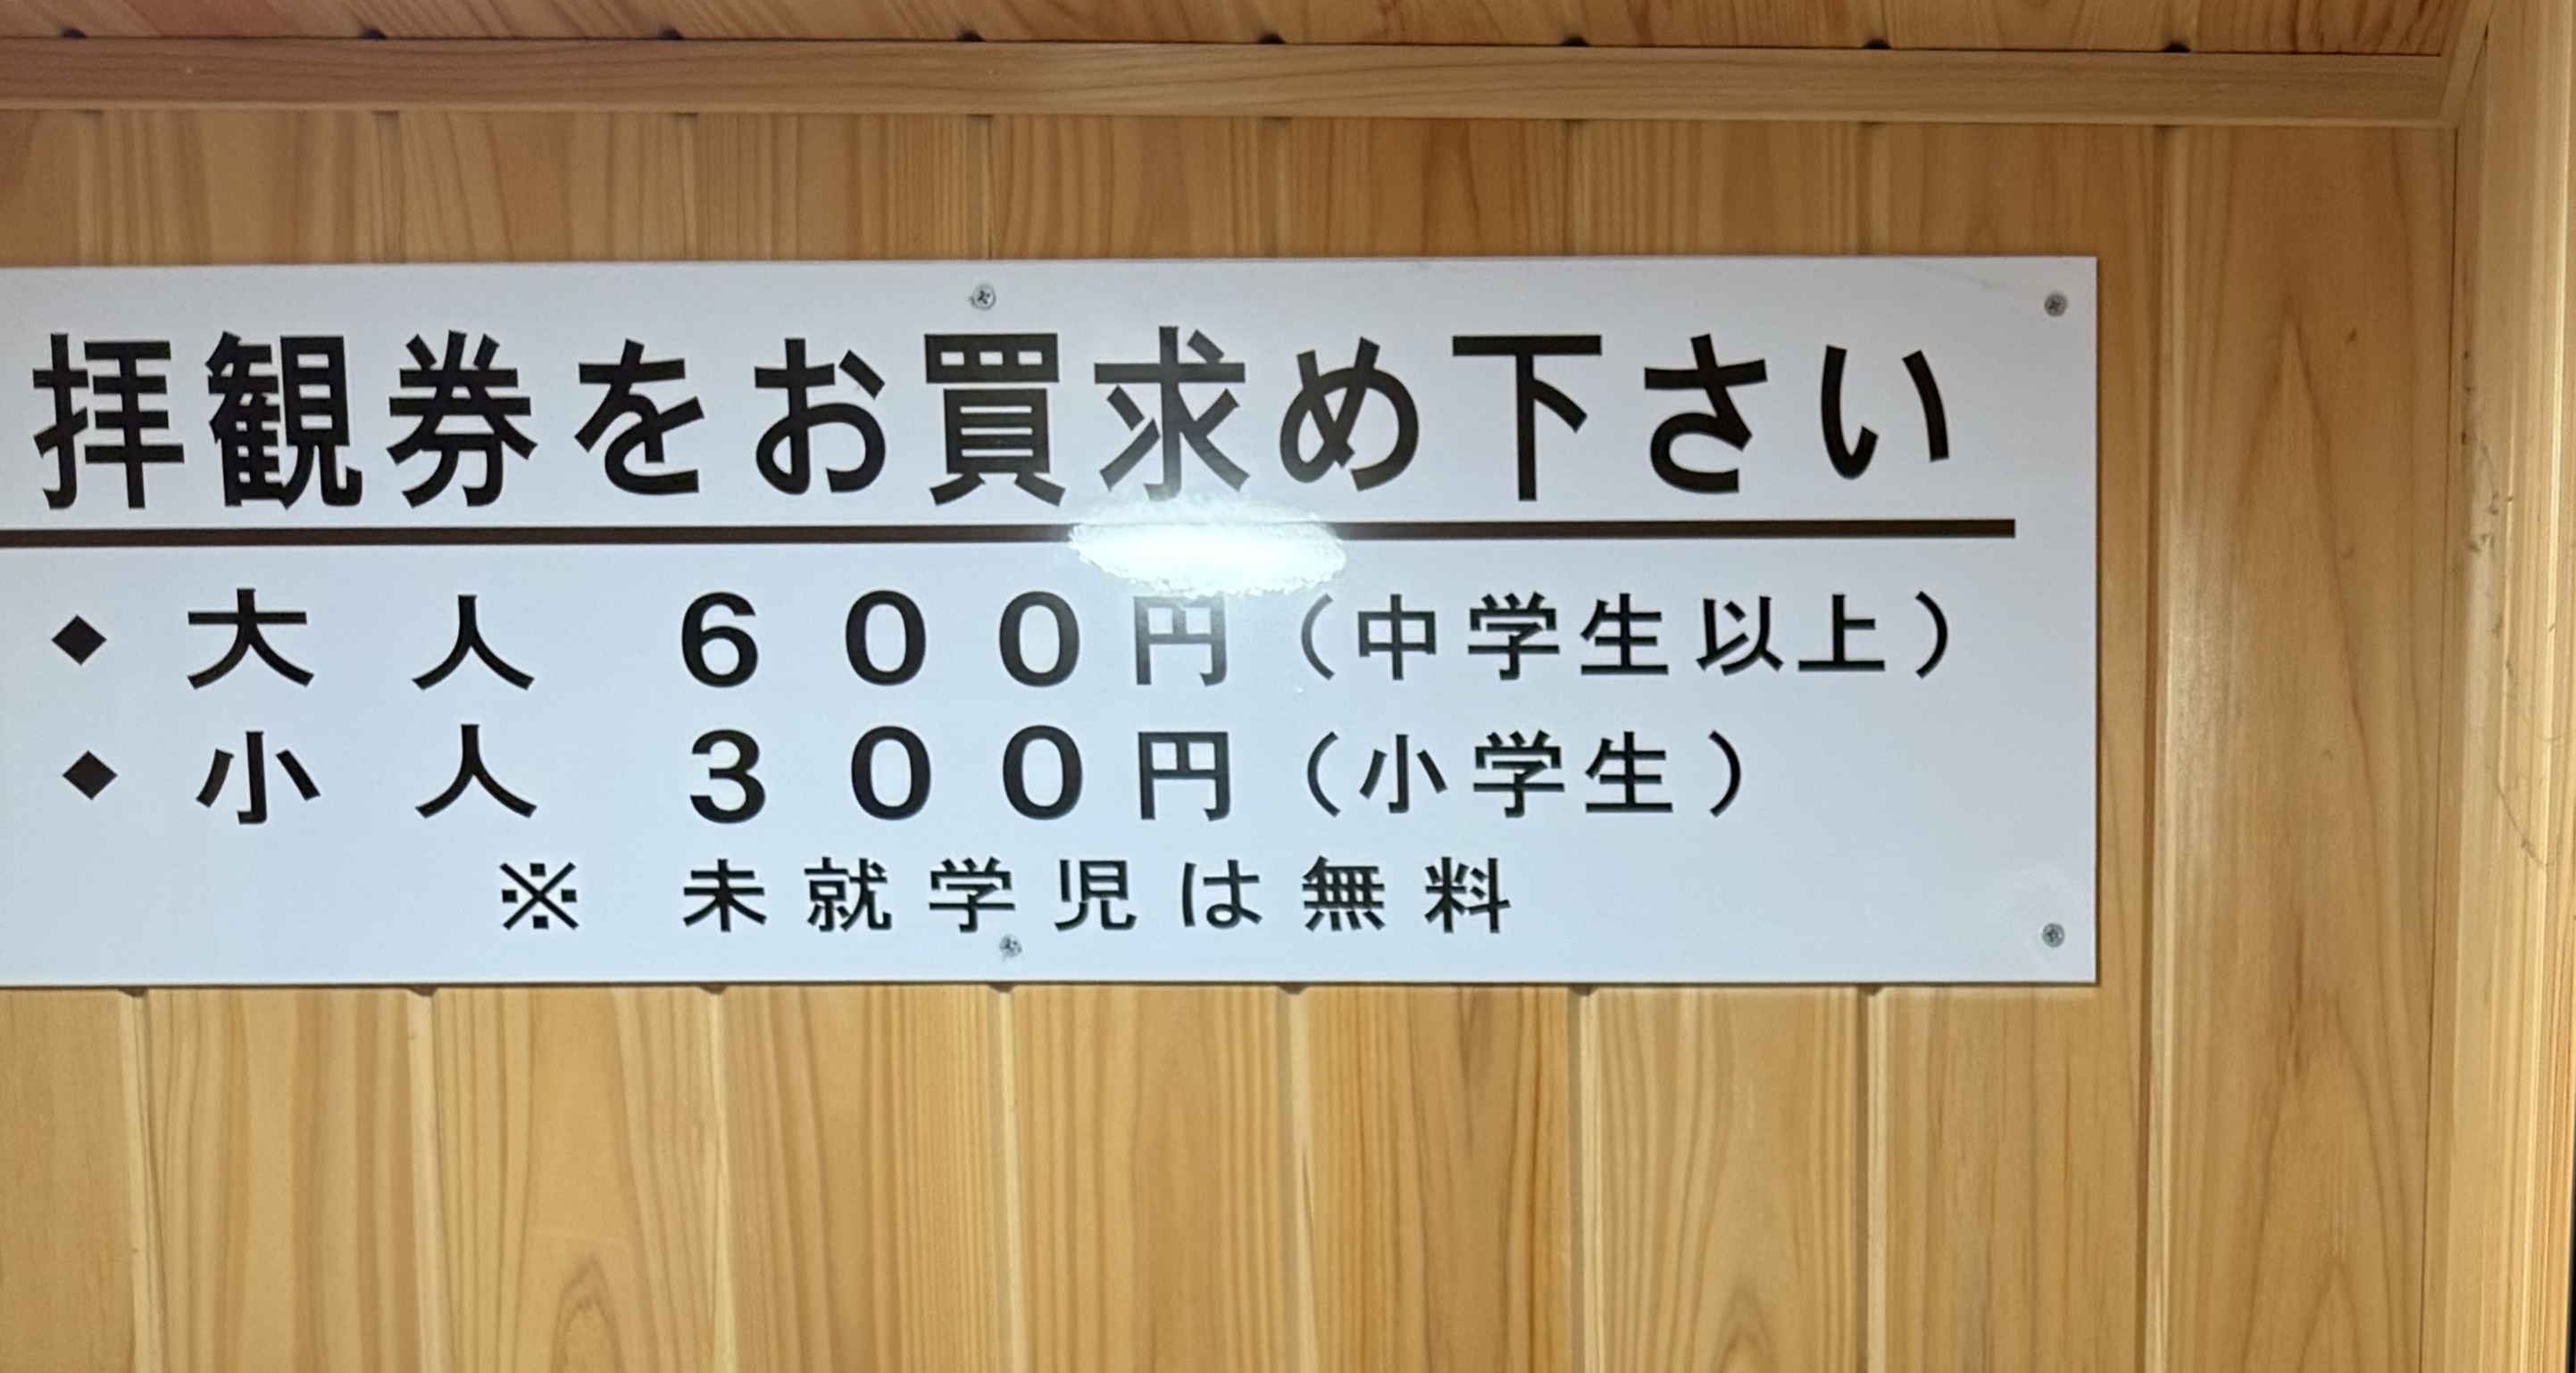 拝観券をお買求め下さい
◆ 大人 600円（中学生以上）
◆ 小人 300円（小学生）
※ 未就学児は無料